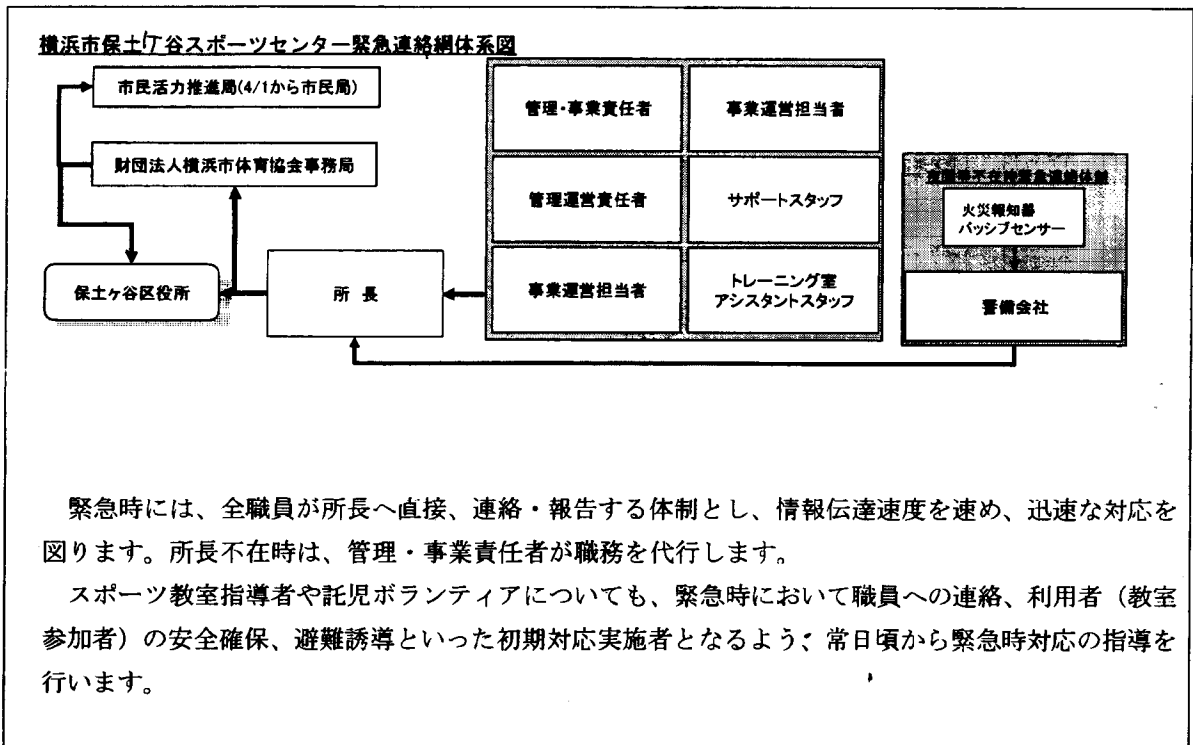 横浜市保土ケ谷スポーツセンター緊急連絡網体系図
市民活力推進局(4/1から市民局)
財団法人横浜市体育協会事務局
保土ヶ谷区役所
所 長
管理・事業責任者
事業運営担当者
管理運営責任者
サポートスタッフ
事業運営担当者
トレーニング室
アシスタントスタッフ
火災報知器
パッシブセンサー
警備会社
緊急時には、全職員が所長へ直接、連絡・報告する体制とし、情報伝達速度を速め、迅速な対応を
図ります。所長不在時は、管理・事業責任者が職務を代行します。
スポーツ教室指導者や託児ボランティアについても、緊急時において職員への連絡、利用者（教室
参加者）の安全確保、避難誘導といった初期対応実施者となるよう、常日頃から緊急時対応の指導を
行います。